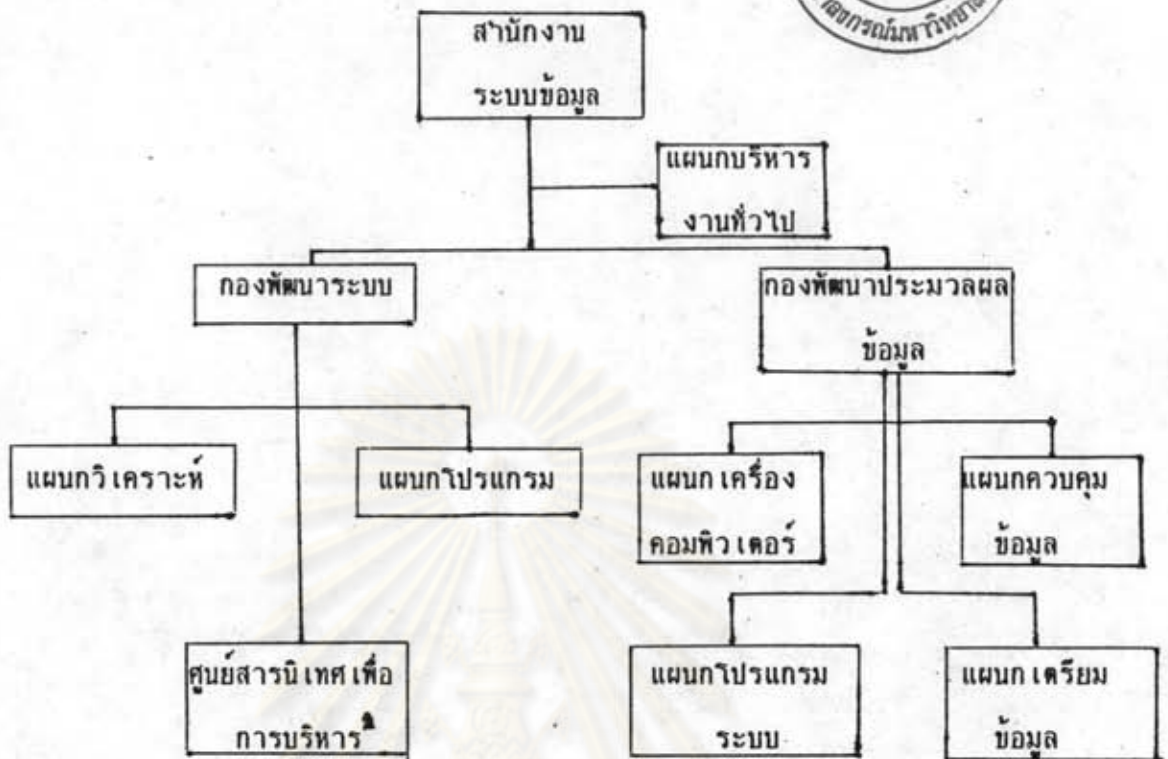 สำนักงาน
ระบบข้อมูล
แผนกบริหาร
งานทั่วไป
กองพัฒนาระบบ
กองพัฒนาประมวลผล
ข้อมูล
แผนกวิเคราะห์
แผนกโปรแกรม
แผนกเครื่อง
คอมพิวเตอร์
แผนกควบคุม
ข้อมูล
ศูนย์สารนิเทศเพื่อ
การบริหาร
แผนกโปรแกรม
ระบบ
แผนกเตรียม
ข้อมูล